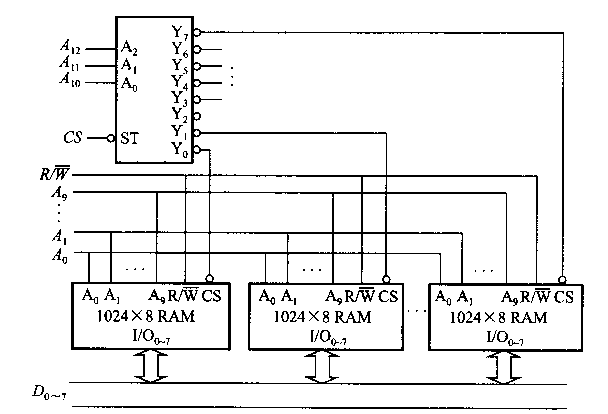 Y₇
A₁₂ A₂ Y₆
A₁₁ A₁ Y₅
A₁₀ A₀ Y₄
Y₃
Y₂
CS ST Y₁
Y₀
R/W̅
A₉
A₁
A₀
A₀ A₁ ··· A₉ R/W̅ CS A₀ A₁ ··· A₉ R/W̅ CS A₀ A₁ ··· A₉ R/W̅ CS
1024×8 RAM 1024×8 RAM ··· 1024×8 RAM
I/O₀~₇ I/O₀~₇ I/O₀~₇
D₀~₇